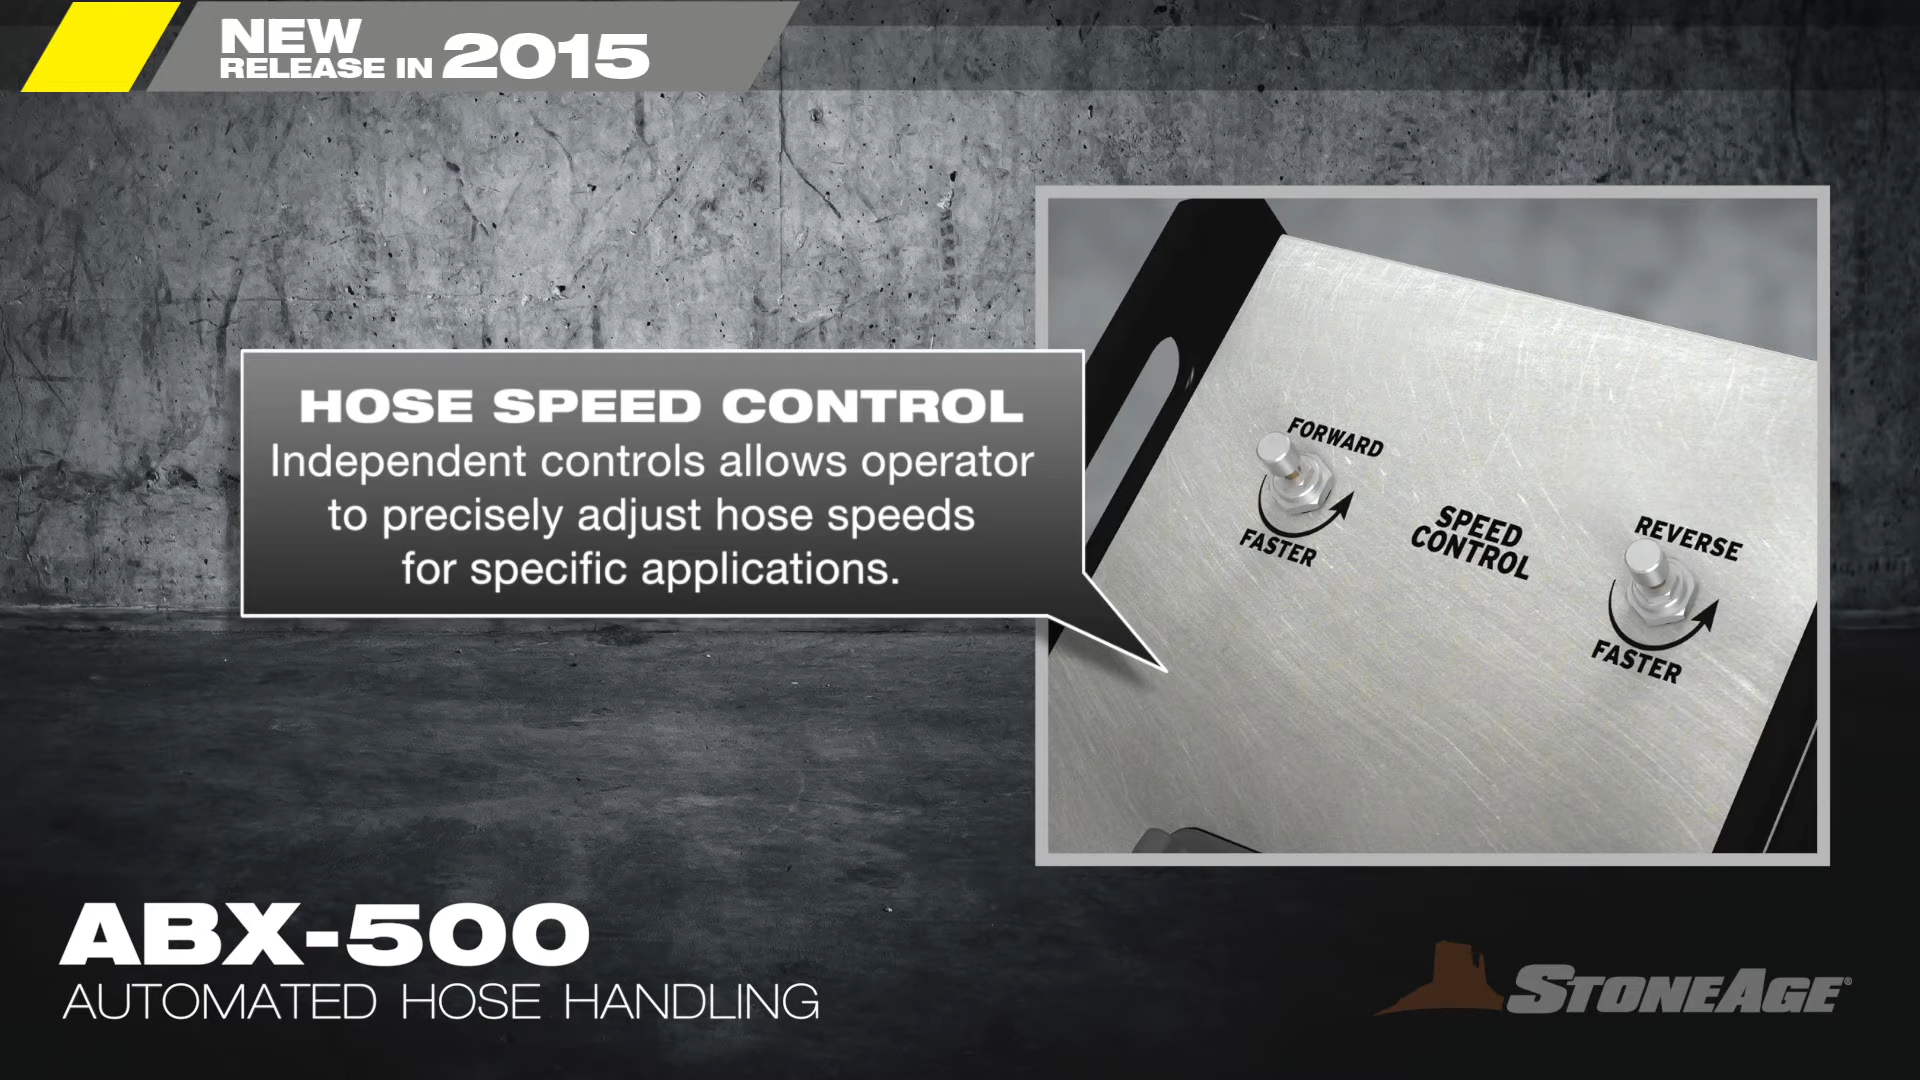 NEW
RELEASE IN 2015
HOSE SPEED CONTROL
Independent controls allows operator
to precisely adjust hose speeds
for specific applications.
FORWARD
FASTER
SPEED
CONTROL
REVERSE
FASTER
ABX-500
AUTOMATED HOSE HANDLING
STONEAGE®